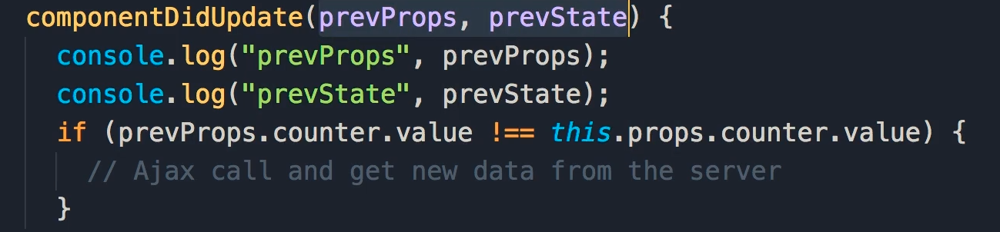 componentDidUpdate(prevProps, prevState) {
console.log("prevProps", prevProps);
console.log("prevState", prevState);
if (prevProps.counter.value !== this.props.counter.value) {
// Ajax call and get new data from the server
}